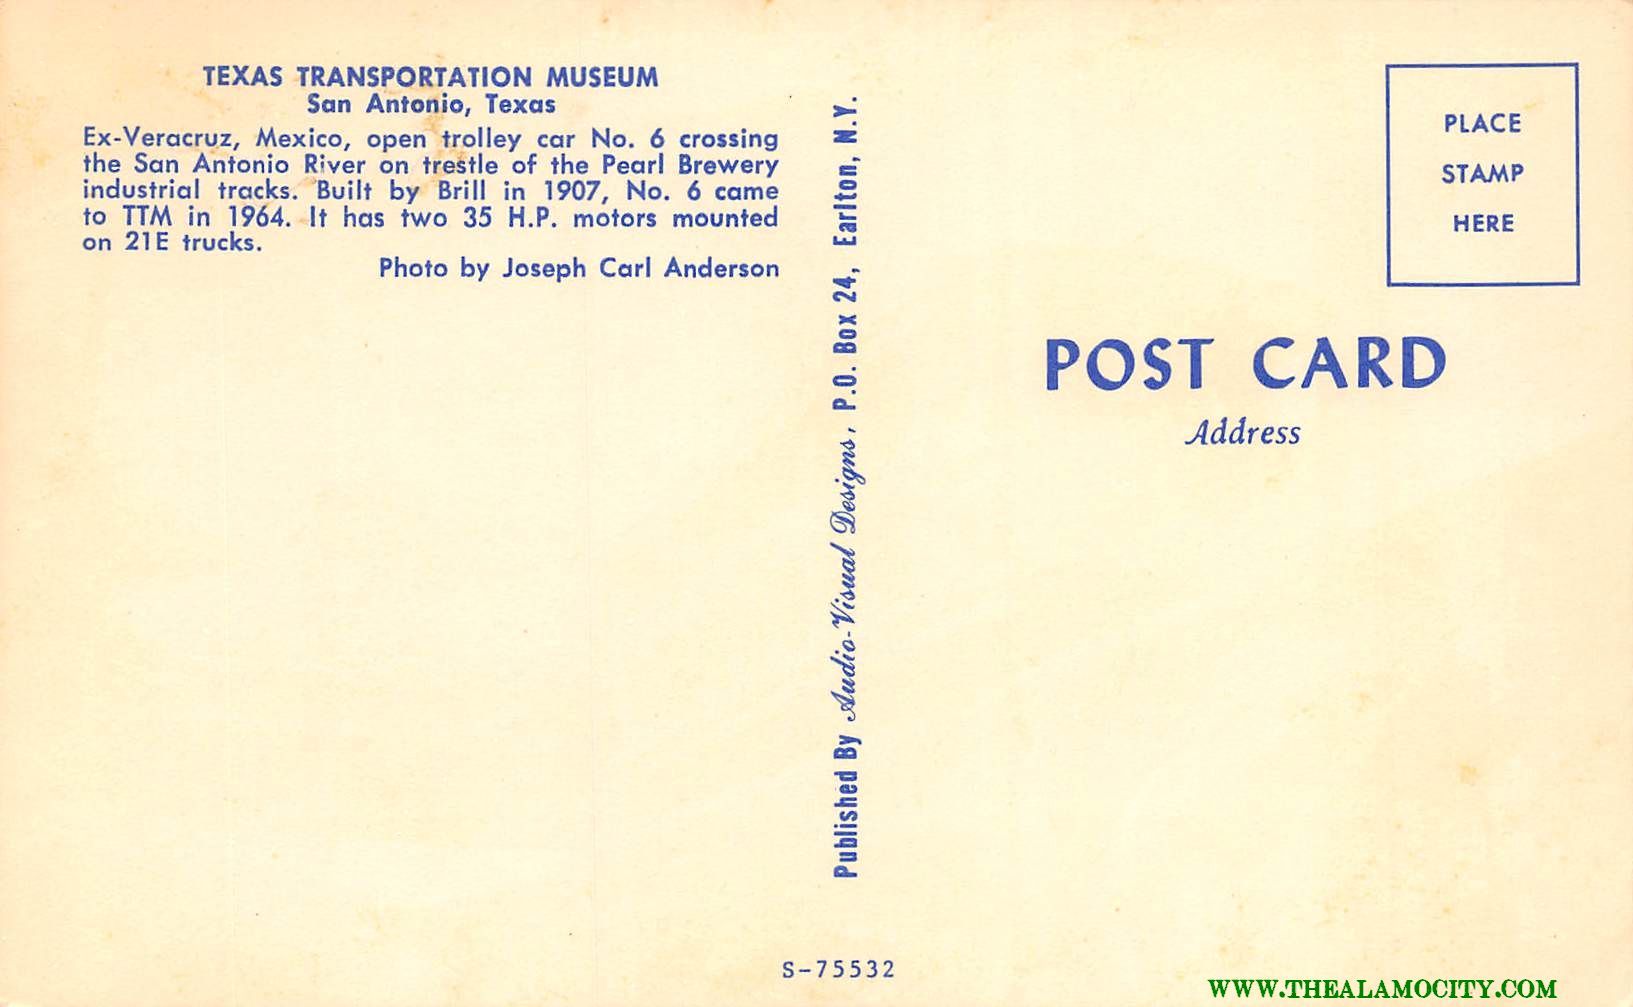 TEXAS TRANSPORTATION MUSEUM
San Antonio, Texas
Ex-Veracruz, Mexico, open trolley car No. 6 crossing
the San Antonio River on trestle of the Pearl Brewery
industrial tracks. Built by Brill in 1907, No. 6 came
to TTM in 1964. It has two 35 H.P. motors mounted
on 21E trucks.
Photo by Joseph Carl Anderson
Published By Audio-Visual Designs, P.O. Box 24, Earlton, N.Y.
PLACE
STAMP
HERE
POST CARD
Address
S-75532
WWW.THEALAMOCITY.COM